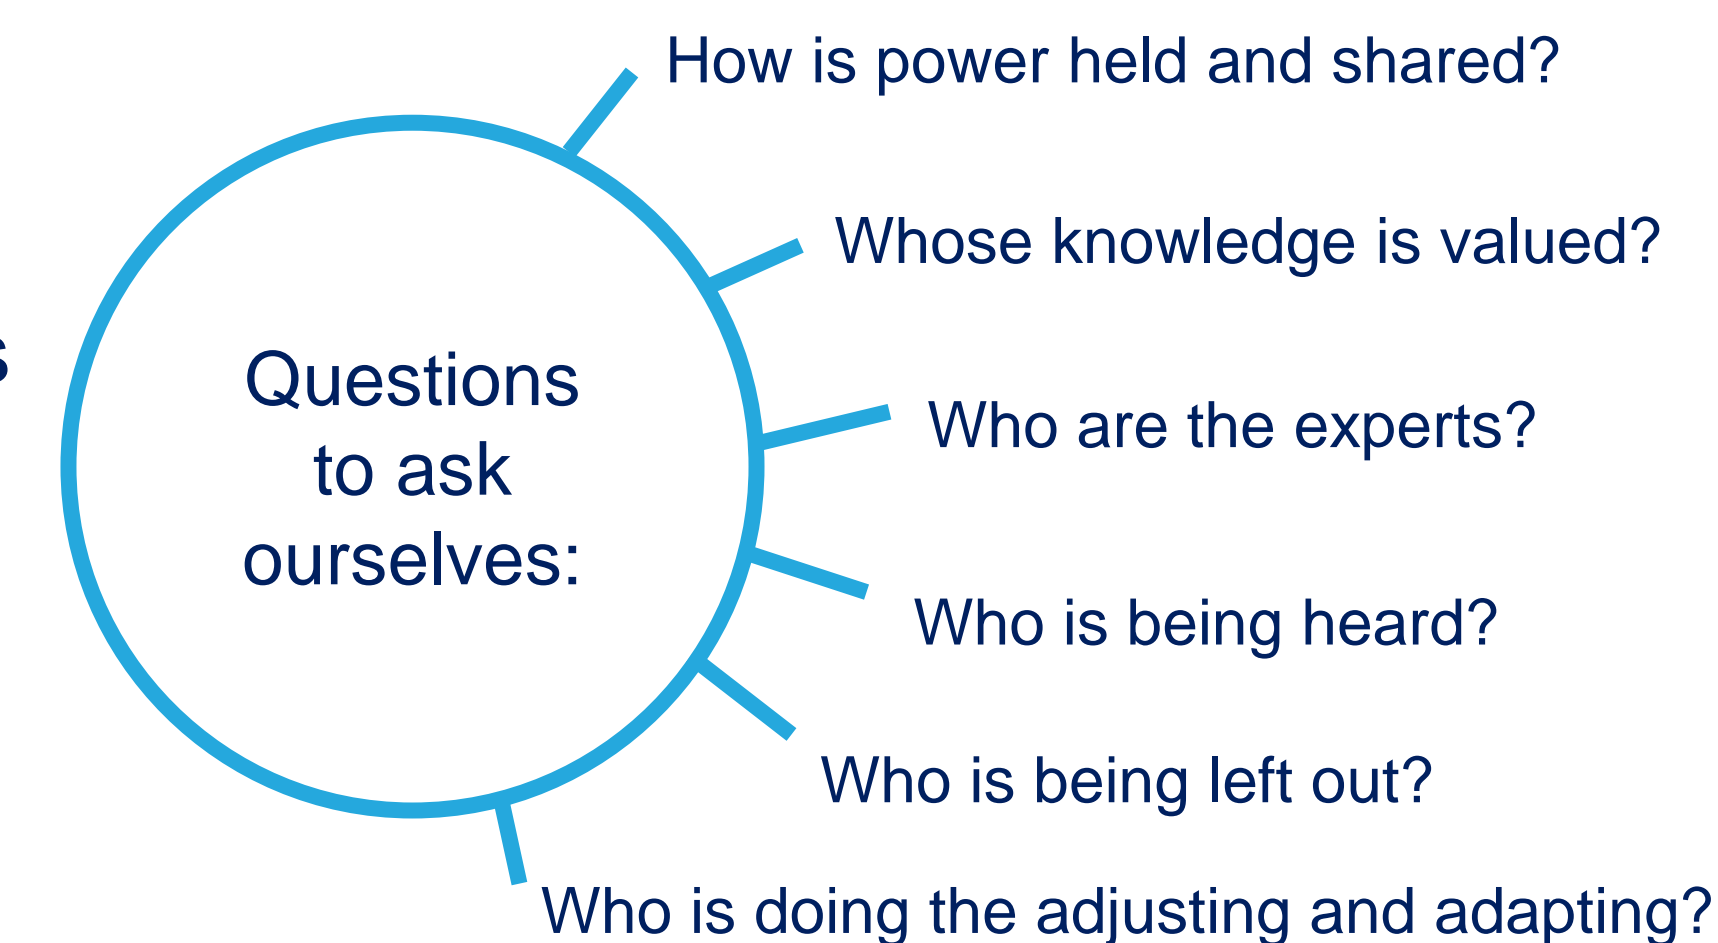 How is power held and shared?
Whose knowledge is valued?
s
Questions
to ask
ourselves:
Who are the experts?
Who is being heard?
Who is being left out?
Who is doing the adjusting and adapting?